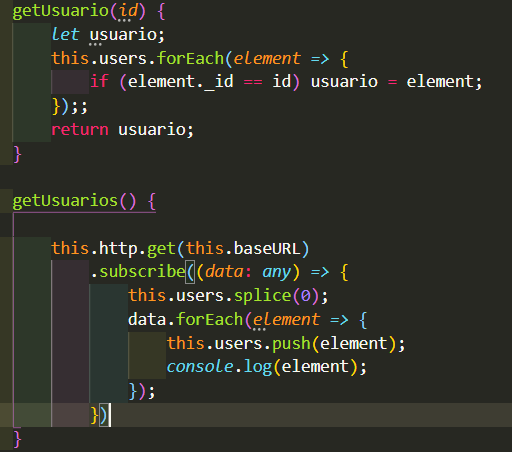 getUsuario(id) {
    let usuario;
    this.users.forEach(element => {
        if (element._id == id) usuario = element;
    });;
    return usuario;
}
getUsuarios() {
    this.http.get(this.baseURL)
        .subscribe((data: any) => {
            this.users.splice(0);
            data.forEach(element => {
                this.users.push(element);
                console.log(element);
            });
        })
}